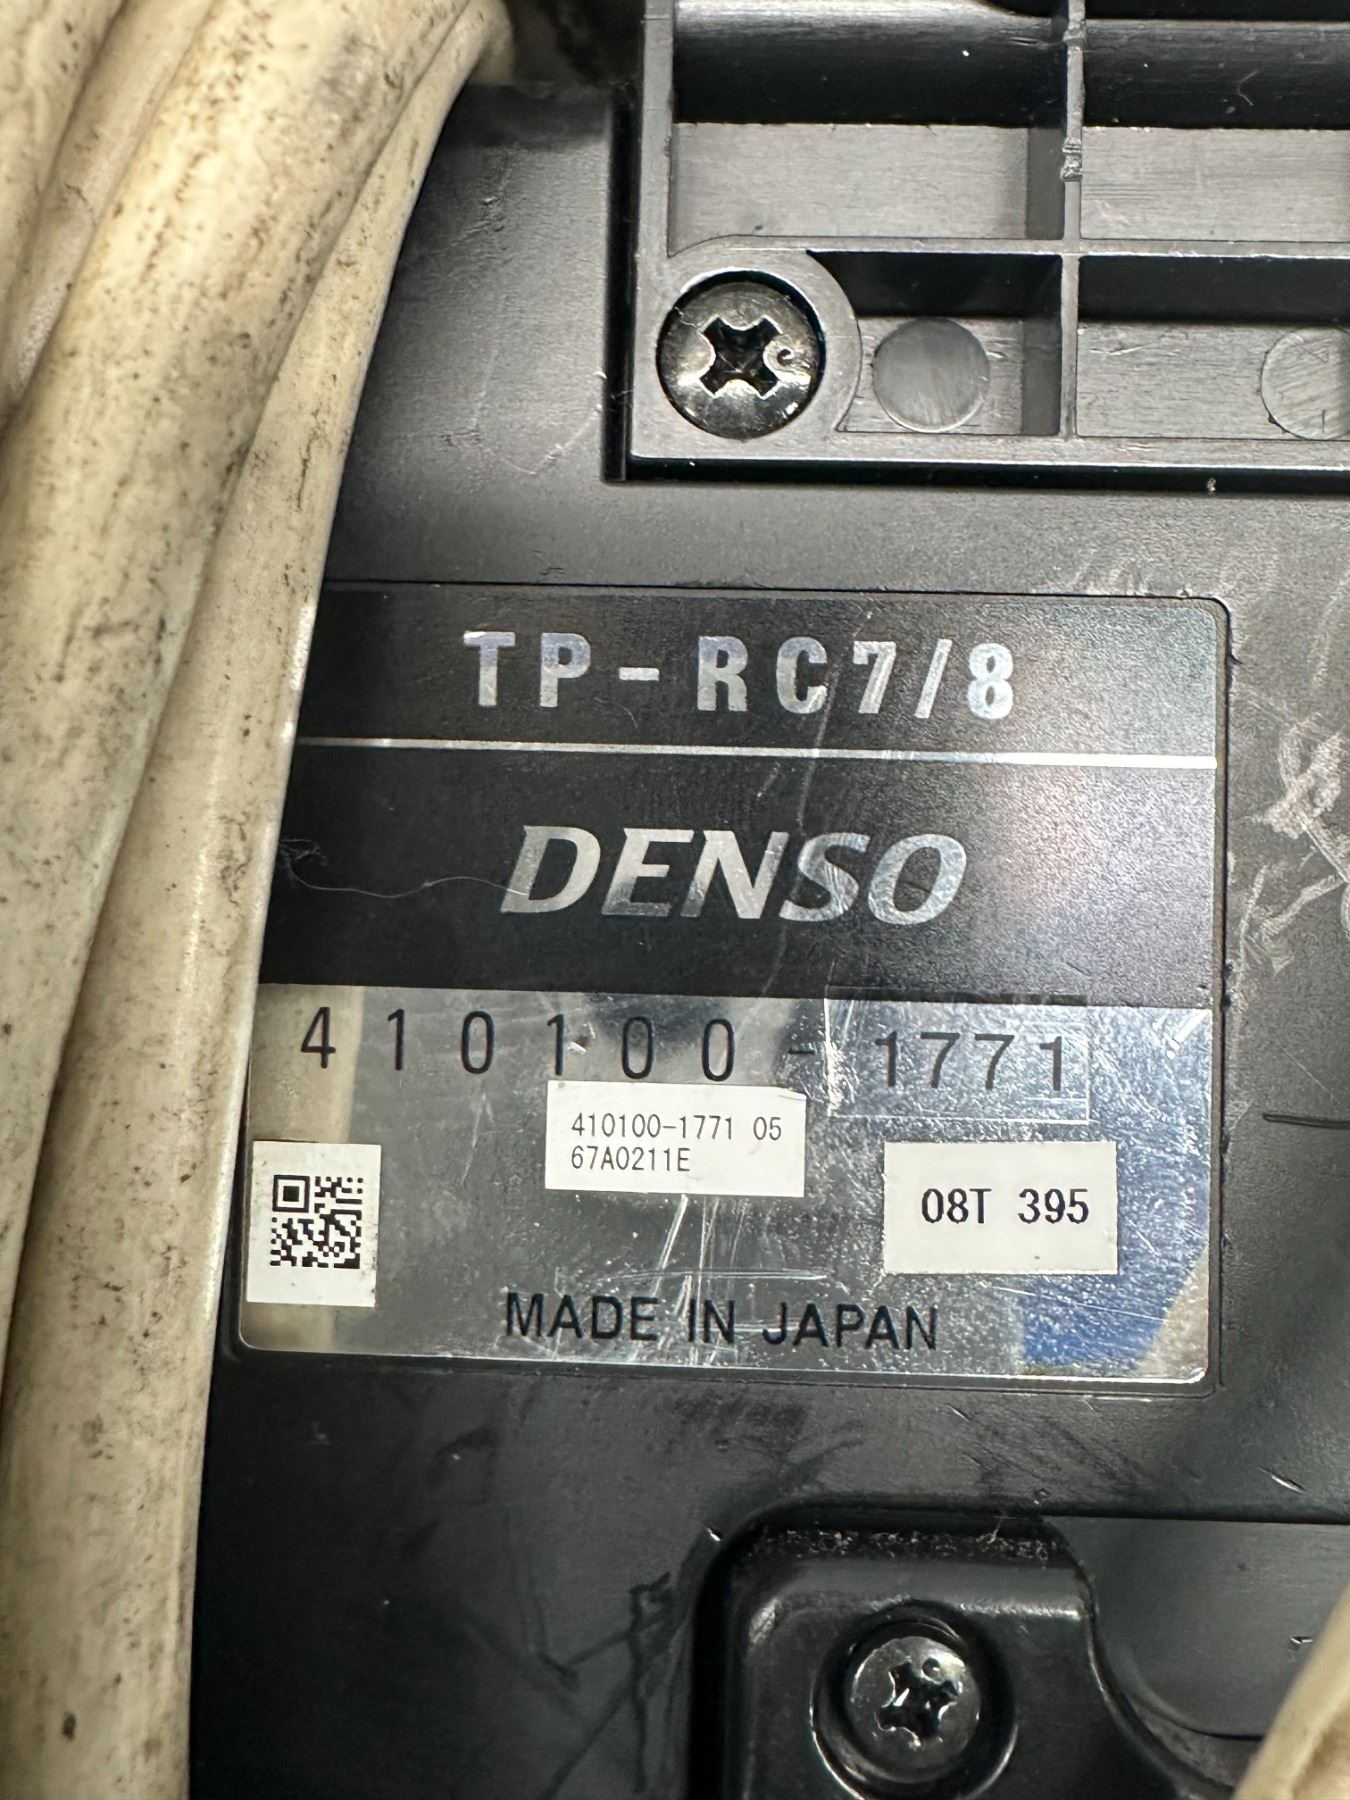 TP-RC7/8
DENSO
410100-1771
410100-1771 05
67A0211E
08T 395
MADE IN JAPAN